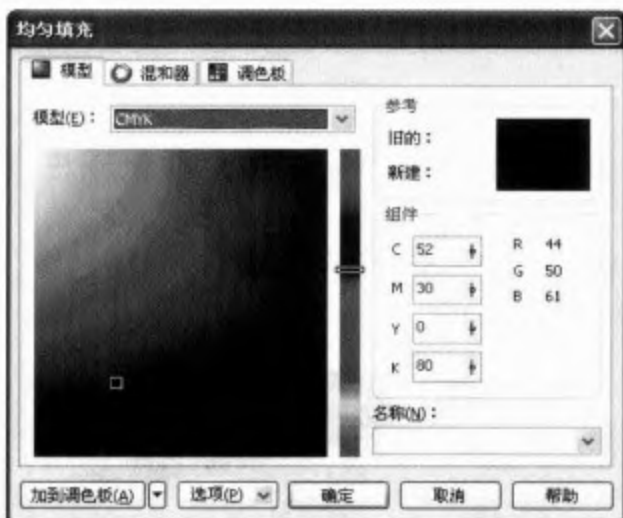 均匀填充
模型 混和器 调色板
模型(E)： CMYK
参考
旧的：
新建：
组件
C 52 R 44
M 30 G 50
Y 0 B 61
K 80
名称(N)：
加到调色板(A) 选项(P) 确定 取消 帮助